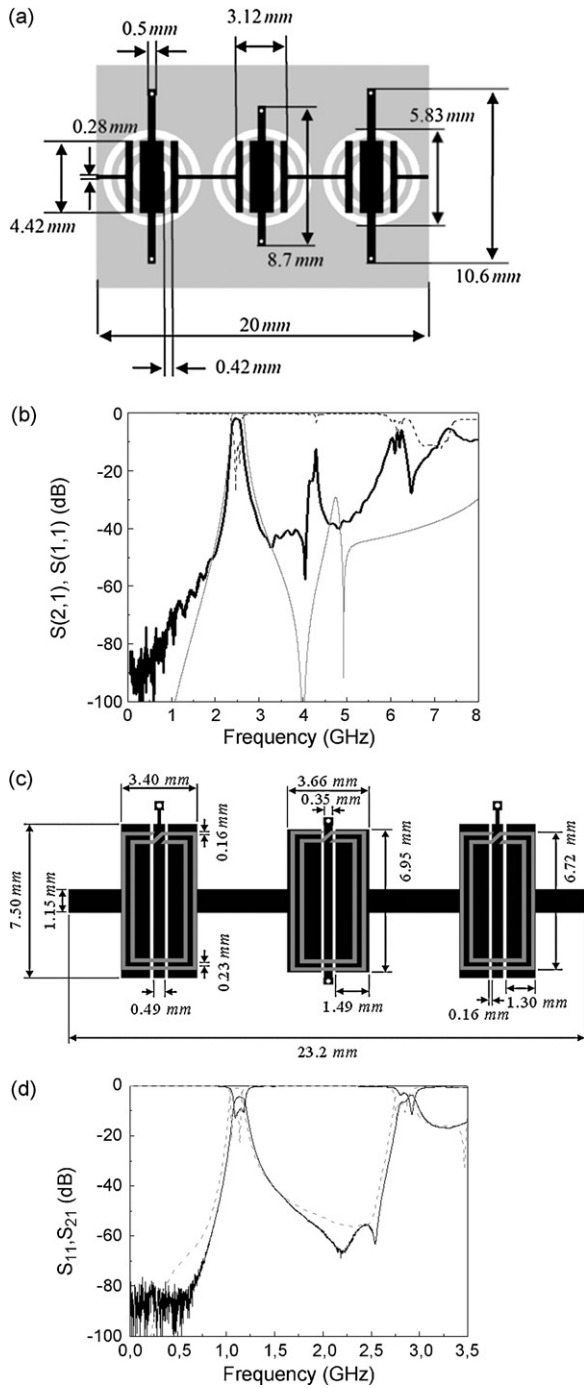 (a)
0.5 mm
3.12 mm
0.28 mm
5.83 mm
4.42 mm
8.7 mm
10.6 mm
20 mm
0.42 mm
(b)
0
-20
-40
-60
-80
-100
S(2,1), S(1,1) (dB)
0 1 2 3 4 5 6 7 8
Frequency (GHz)
(c)
3.40 mm
3.66 mm
0.35 mm
0.16 mm
7.50 mm
1.15 mm
6.95 mm
6.72 mm
0.23 mm
0.49 mm
1.49 mm
0.16 mm
1.30 mm
23.2 mm
(d)
0
-20
-40
-60
-80
-100
S11,S21 (dB)
0,0 0,5 1,0 1,5 2,0 2,5 3,0 3,5
Frequency (GHz)